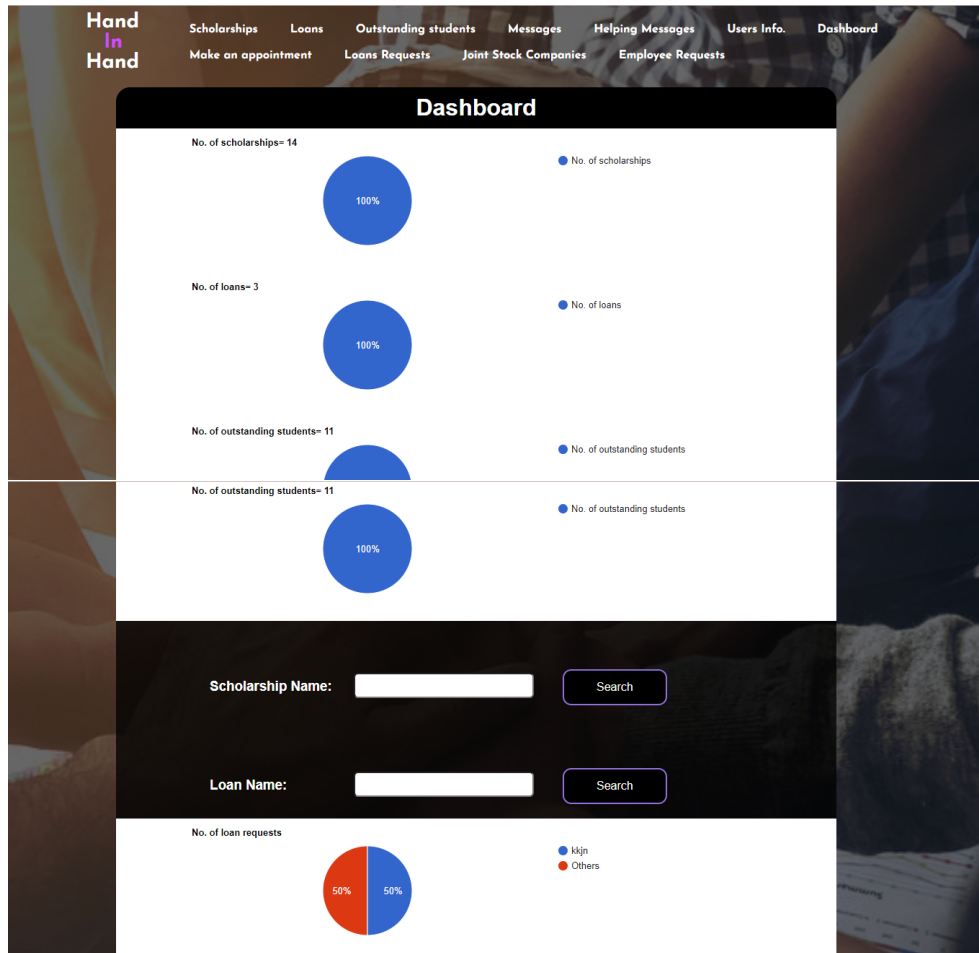 Hand
In
Hand
Scholarships Loans Outstanding students Messages Helping Messages Users Info. Dashboard
Make an appointment Loans Requests Joint Stock Companies Employee Requests
Dashboard
No. of scholarships= 14
No. of scholarships
100%
No. of loans= 3
No. of loans
100%
No. of outstanding students= 11
No. of outstanding students
No. of outstanding students= 11
No. of outstanding students
100%
Scholarship Name: Search
Loan Name: Search
No. of loan requests
kkjn
Others
50% 50%